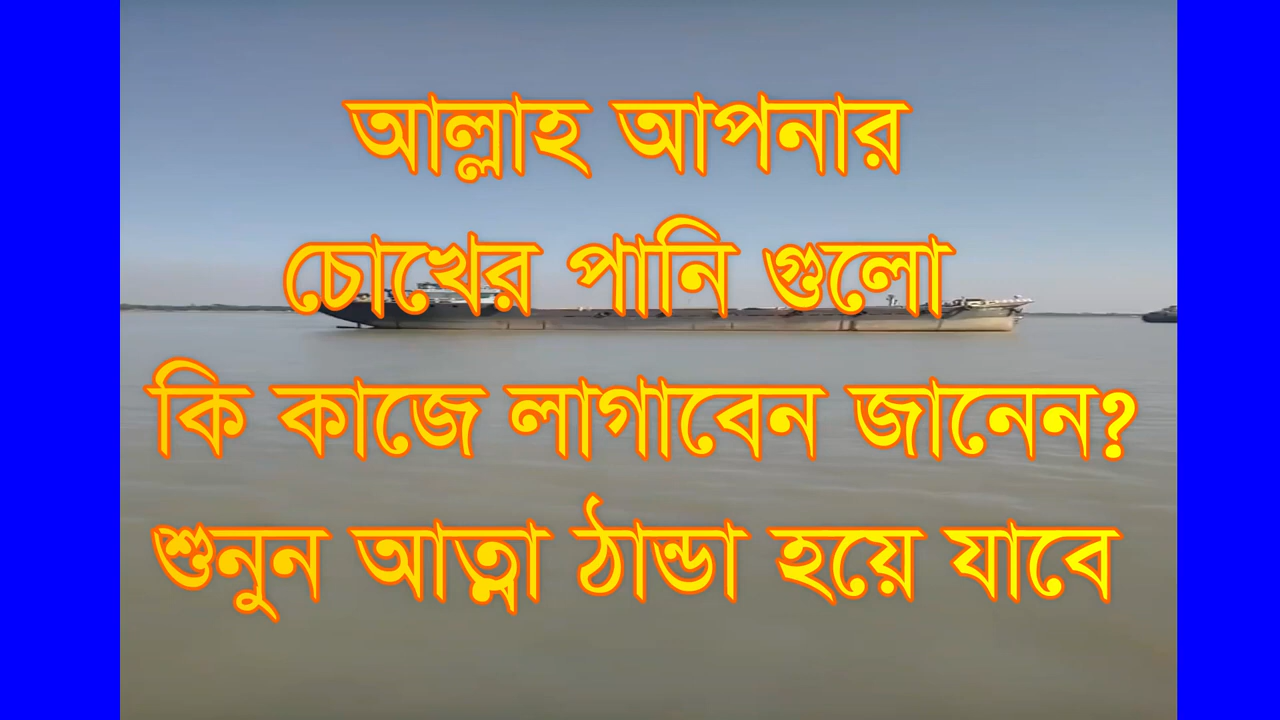 আল্লাহ আপনার
চোখের পানি গুলো
কি কাজে লাগাবেন জানেন?
শুনুন আত্না ঠান্ডা হয়ে যাবে